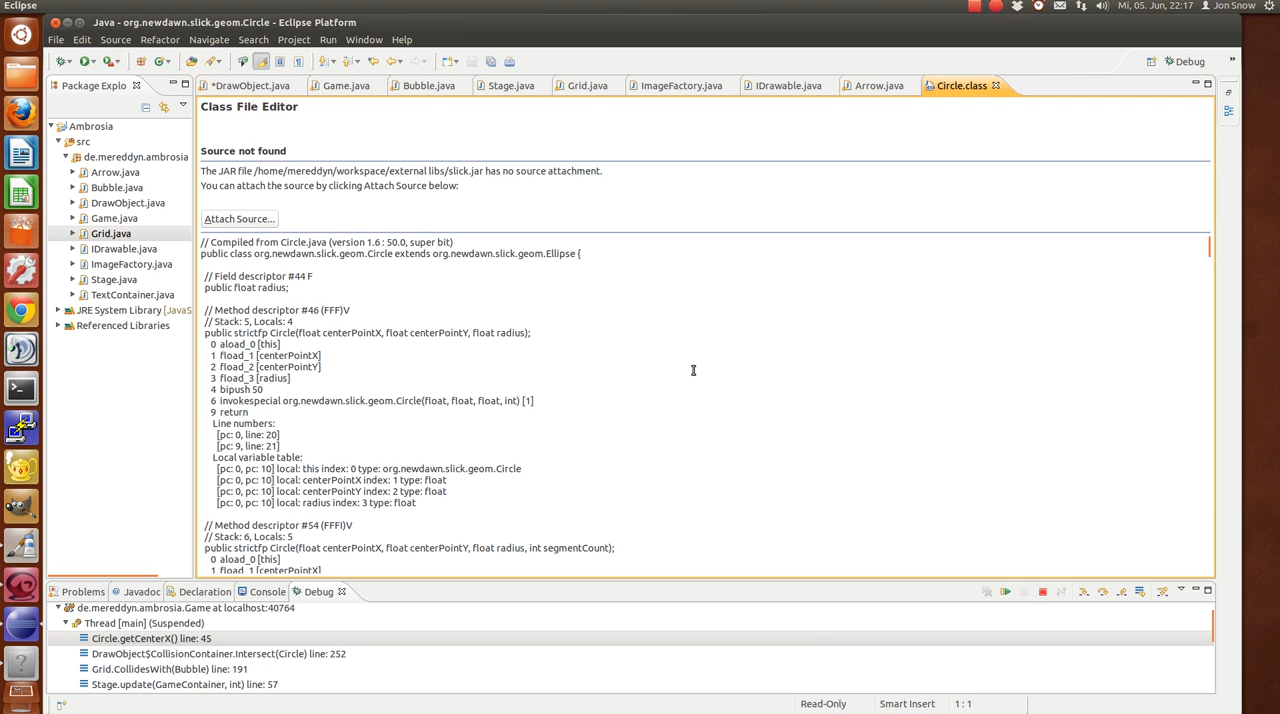 Eclipse
Mi, 05. Jun, 22:17 Jon Snow
Java - org.newdawn.slick.geom.Circle - Eclipse Platform
File Edit Source Refactor Navigate Search Project Run Window Help
Debug
Package Explo
*DrawObject.java Game.java Bubble.java Stage.java Grid.java ImageFactory.java IDrawable.java Arrow.java Circle.class
Ambrosia
src
de.mereddyn.ambrosia
Arrow.java
Bubble.java
DrawObject.java
Game.java
Grid.java
IDrawable.java
ImageFactory.java
Stage.java
TextContainer.java
JRE System Library [JavaS
Referenced Libraries
Class File Editor
Source not found
The JAR file /home/mereddyn/workspace/external libs/slick.jar has no source attachment.
You can attach the source by clicking Attach Source below:
Attach Source...
// Compiled from Circle.java (version 1.6 : 50.0, super bit)
public class org.newdawn.slick.geom.Circle extends org.newdawn.slick.geom.Ellipse {
// Field descriptor #44 F
public float radius;
// Method descriptor #46 (FFF)V
// Stack: 5, Locals: 4
public strictfp Circle(float centerPointX, float centerPointY, float radius);
0 aload_0 [this]
1 fload_1 [centerPointX]
2 fload_2 [centerPointY]
3 fload_3 [radius]
4 bipush 50
6 invokespecial org.newdawn.slick.geom.Circle(float, float, float, int) [1]
9 return
Line numbers:
[pc: 0, line: 20]
[pc: 9, line: 21]
Local variable table:
[pc: 0, pc: 10] local: this index: 0 type: org.newdawn.slick.geom.Circle
[pc: 0, pc: 10] local: centerPointX index: 1 type: float
[pc: 0, pc: 10] local: centerPointY index: 2 type: float
[pc: 0, pc: 10] local: radius index: 3 type: float
// Method descriptor #54 (FFFI)V
// Stack: 6, Locals: 5
public strictfp Circle(float centerPointX, float centerPointY, float radius, int segmentCount);
0 aload_0 [this]
1 fload_1 [centerPointX]
Problems Javadoc Declaration Console Debug
de.mereddyn.ambrosia.Game at localhost:40764
Thread [main] (Suspended)
Circle.getCenterX() line: 45
DrawObject$CollisionContainer.Intersect(Circle) line: 252
Grid.CollidesWith(Bubble) line: 191
Stage.update(GameContainer, int) line: 57
Read-Only Smart Insert 1 : 1